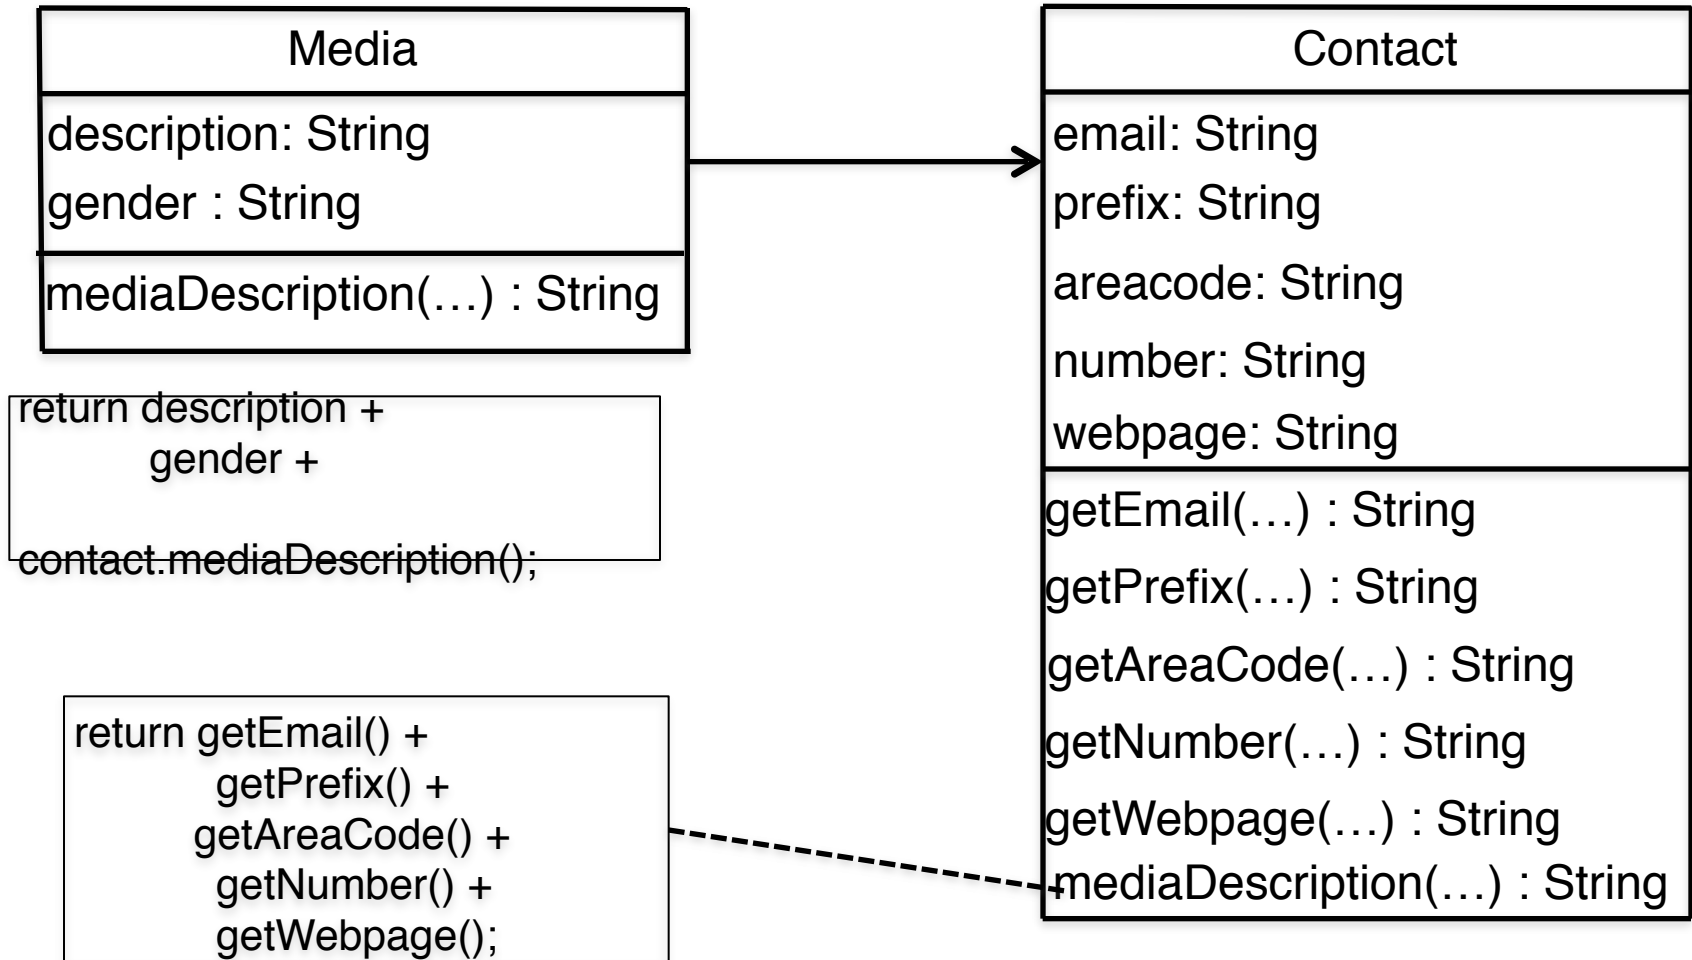 Media
description: String
gender : String
mediaDescription(…) : String
return description +
gender +
contact.mediaDescription();
return getEmail() +
getPrefix() +
getAreaCode() +
getNumber() +
getWebpage();
Contact
email: String
prefix: String
areacode: String
number: String
webpage: String
getEmail(…) : String
getPrefix(…) : String
getAreaCode(…) : String
getNumber(…) : String
getWebpage(…) : String
mediaDescription(…) : String